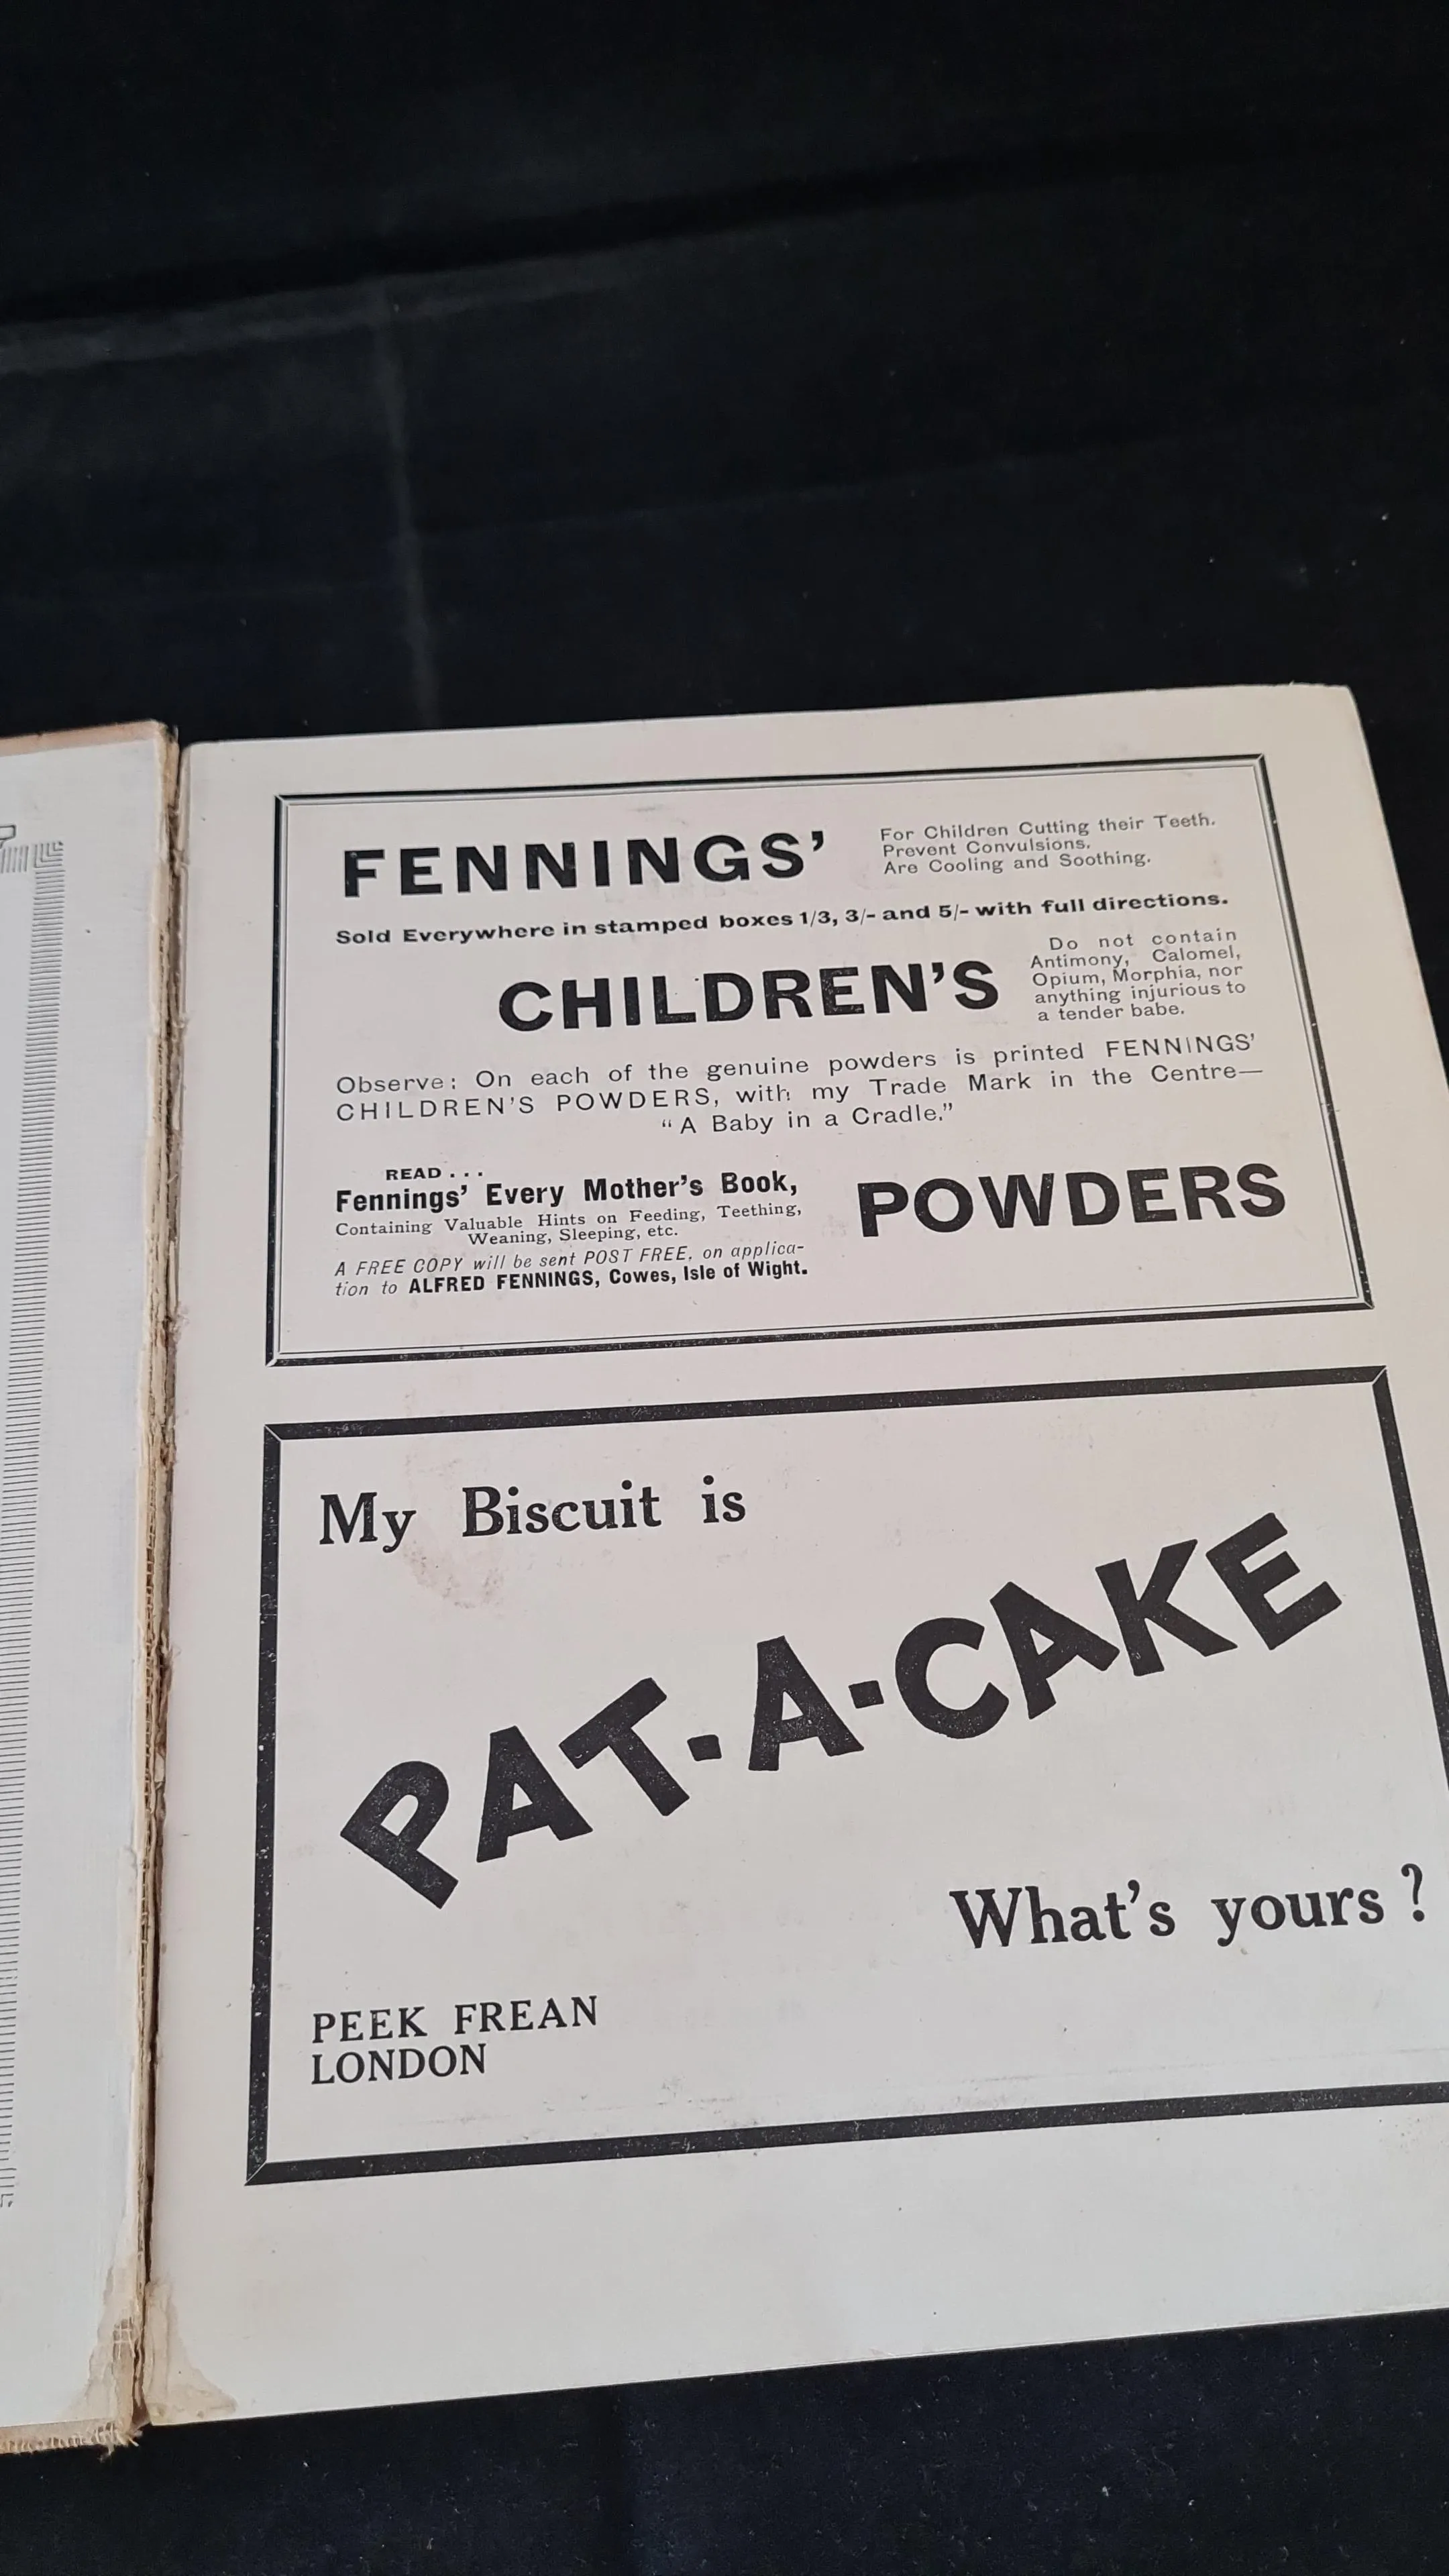 FENNINGS'
For Children Cutting their Teeth.
Prevent Convulsions.
Are Cooling and Soothing.
Sold Everywhere in stamped boxes 1/3, 3/- and 5/- with full directions.
CHILDREN'S
Do not contain
Antimony, Calomel,
Opium, Morphia, nor
anything injurious to
a tender babe.
Observe: On each of the genuine powders is printed FENNINGS'
CHILDREN'S POWDERS, with my Trade Mark in the Centre—
“A Baby in a Cradle.”
READ . . .
Fennings' Every Mother's Book,
Containing Valuable Hints on Feeding, Teething,
Weaning, Sleeping, etc.
A FREE COPY will be sent POST FREE, on applica-
tion to ALFRED FENNINGS, Cowes, Isle of Wight.
POWDERS
My Biscuit is
PAT-A-CAKE
What's yours?
PEEK FREAN
LONDON